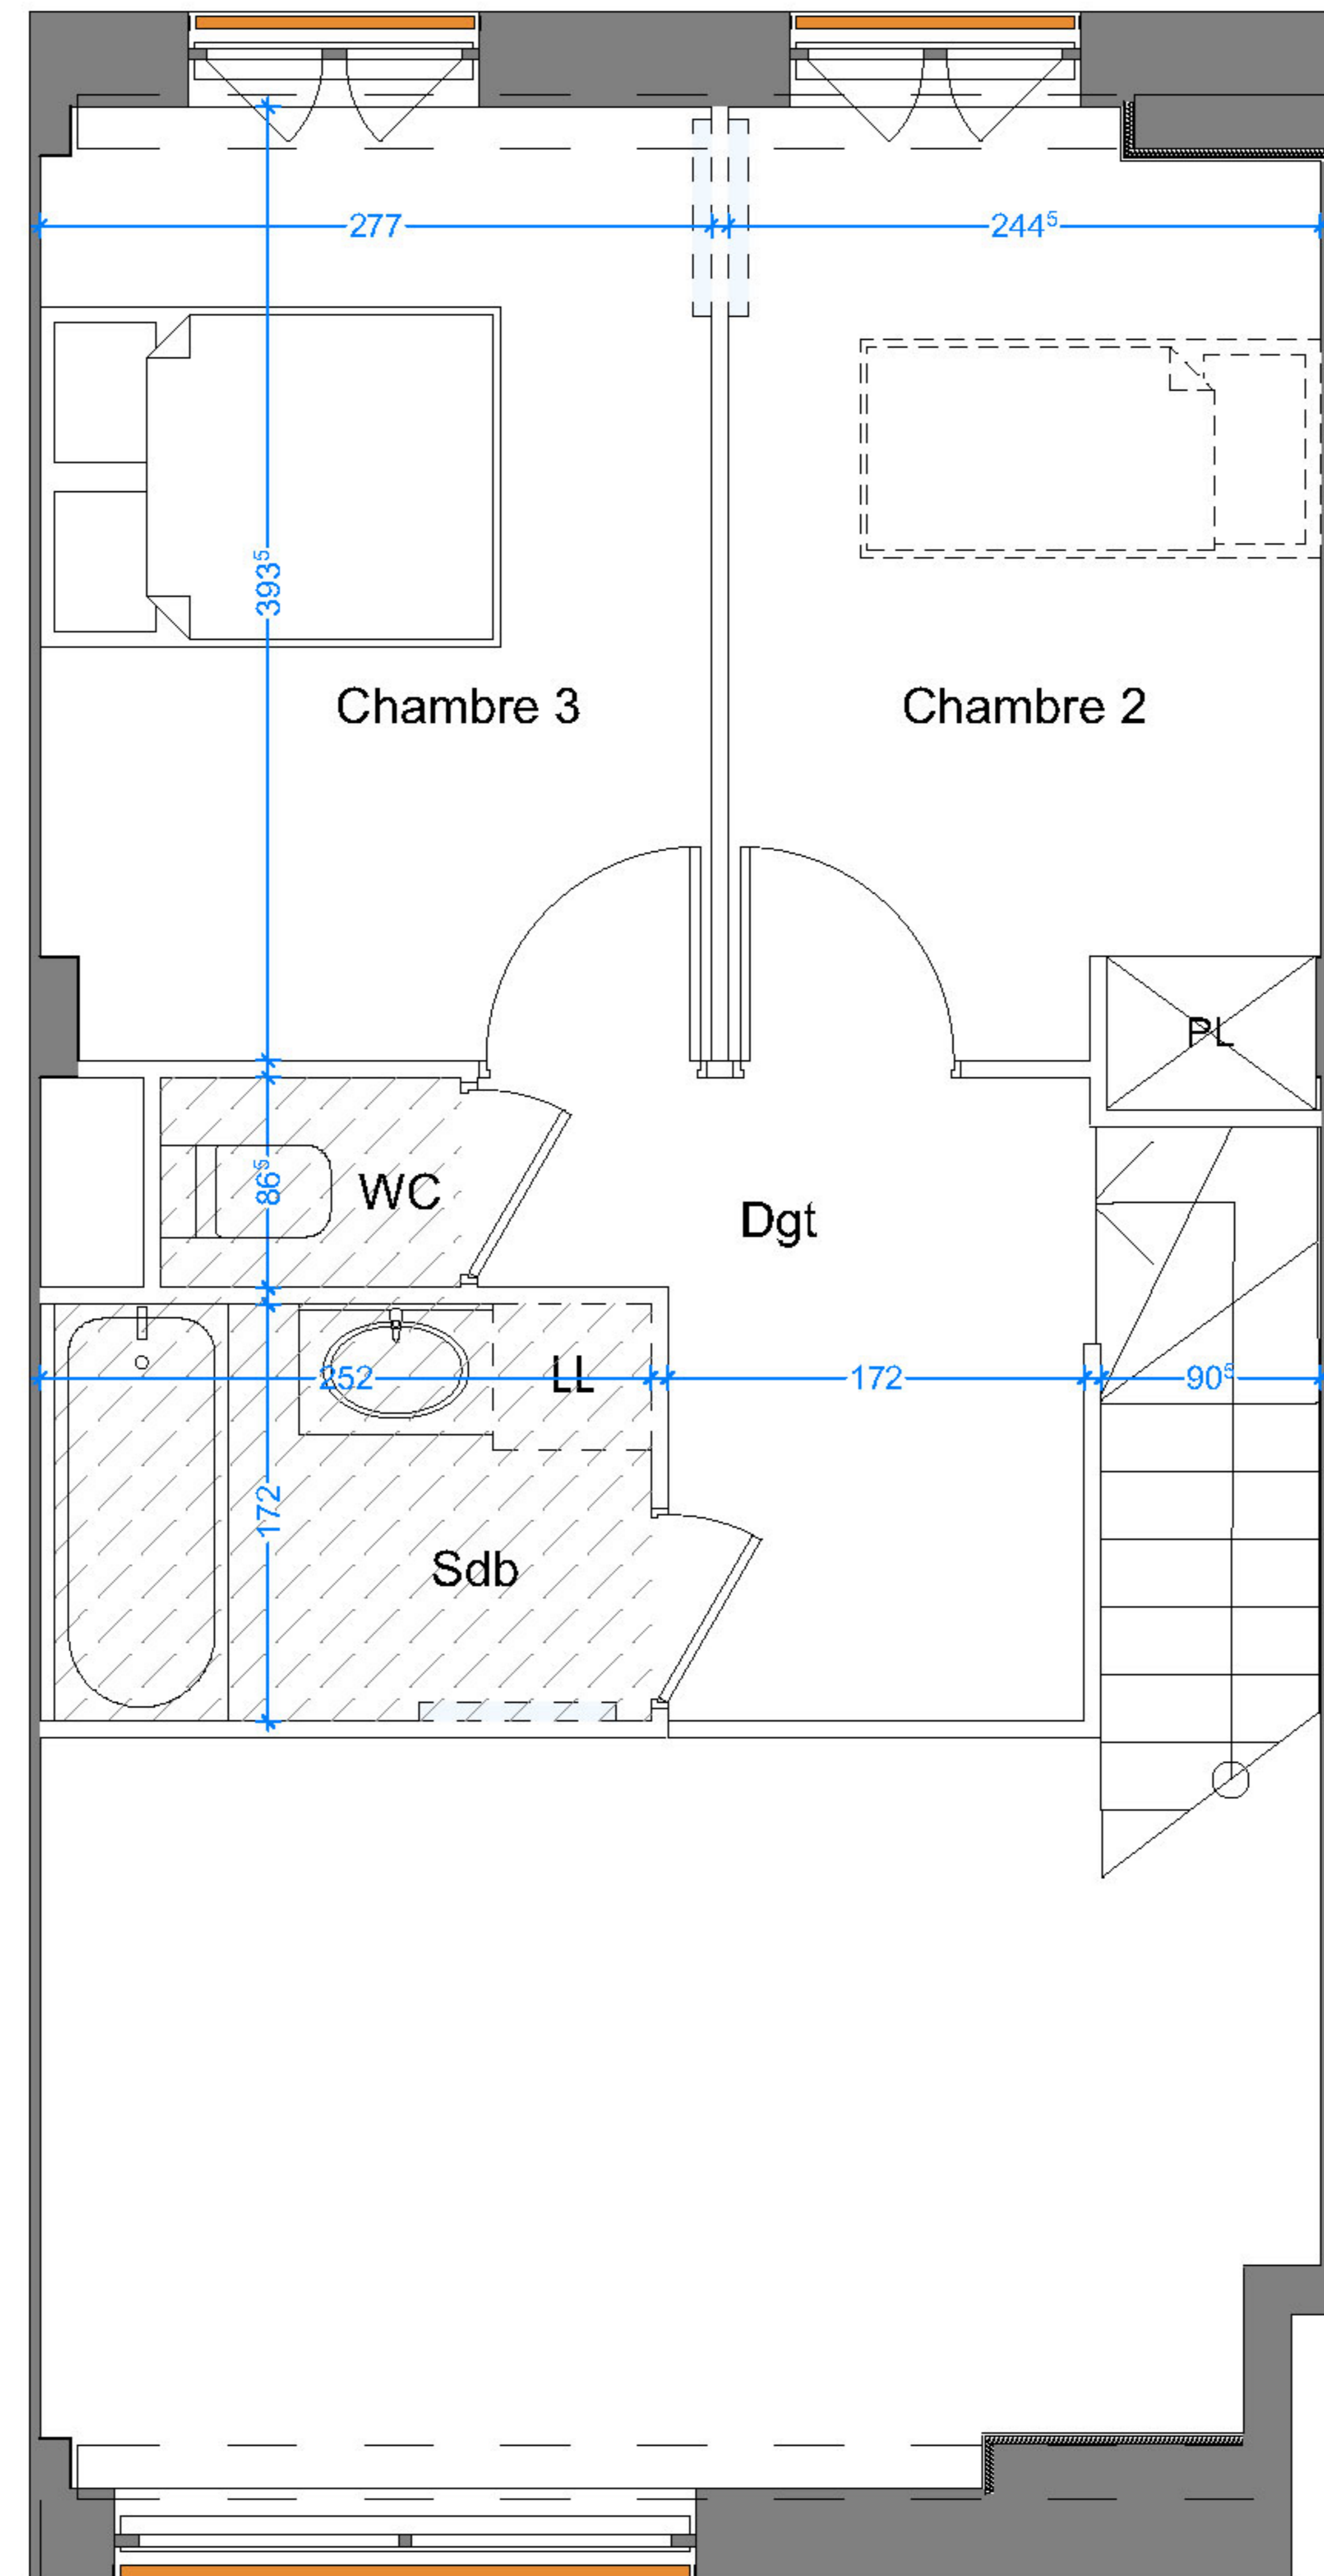 277
244⁵
393⁵
Chambre 3
Chambre 2
PL
86⁵
WC
Dgt
252
LL
172
90⁵
172
Sdb